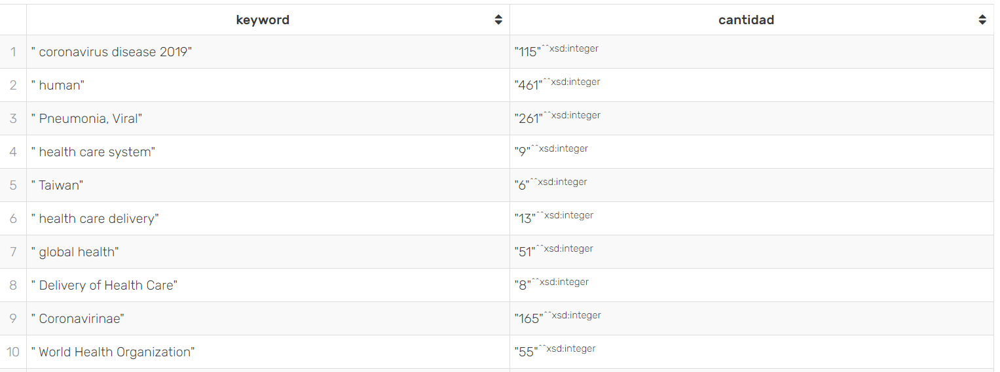 keyword cantidad
1 " coronavirus disease 2019" "115"^^xsd:integer
2 " human" "461"^^xsd:integer
3 " Pneumonia, Viral" "261"^^xsd:integer
4 " health care system" "9"^^xsd:integer
5 " Taiwan" "6"^^xsd:integer
6 " health care delivery" "13"^^xsd:integer
7 " global health" "51"^^xsd:integer
8 " Delivery of Health Care" "8"^^xsd:integer
9 " Coronavirinae" "165"^^xsd:integer
10 " World Health Organization" "55"^^xsd:integer